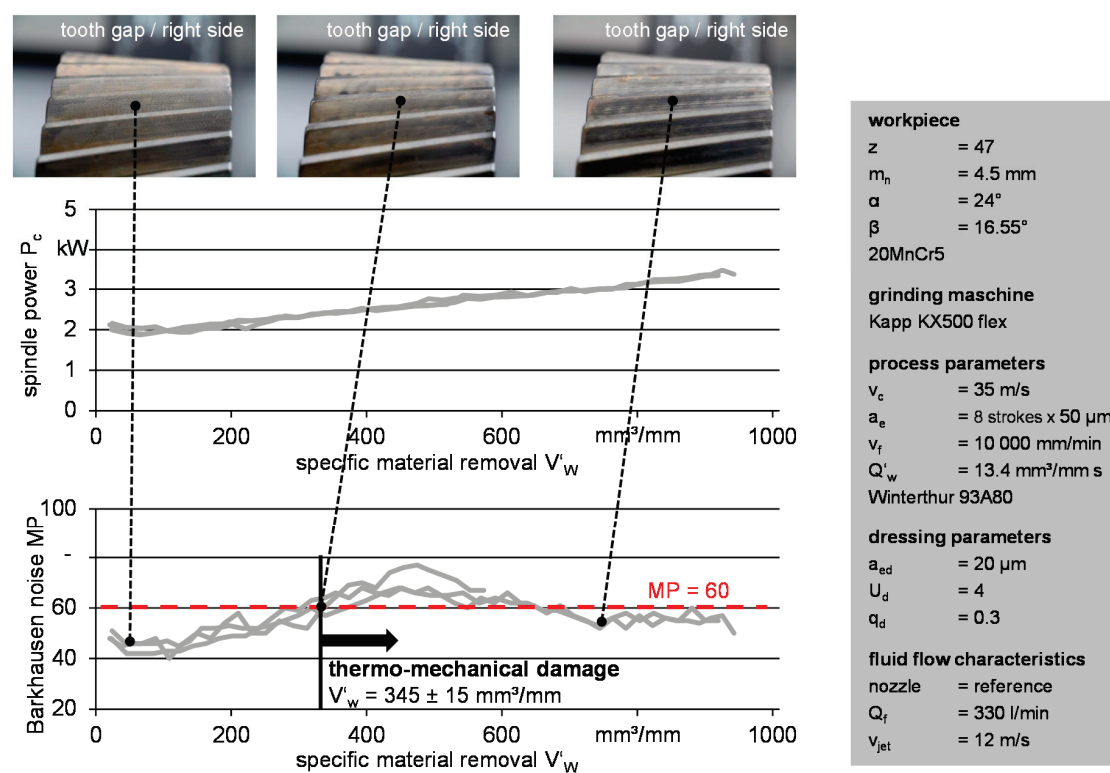 tooth gap / right side
tooth gap / right side
tooth gap / right side
5
kW
3
2
1
0
spindle power P_c
0 200 400 600 mm³/mm 1000
specific material removal V'_W
100
-
60
40
20
Barkhausen noise MP
MP = 60
thermo-mechanical damage
V'_w = 345 ± 15 mm³/mm
0 200 400 600 mm³/mm 1000
specific material removal V'_W
workpiece
z = 47
m_n = 4.5 mm
α = 24°
β = 16.55°
20MnCr5
grinding maschine
Kapp KX500 flex
process parameters
v_c = 35 m/s
a_e = 8 strokes x 50 µm
v_f = 10 000 mm/min
Q'_w = 13.4 mm³/mm s
Winterthur 93A80
dressing parameters
a_ed = 20 µm
U_d = 4
q_d = 0.3
fluid flow characteristics
nozzle = reference
Q_f = 330 l/min
v_jet = 12 m/s